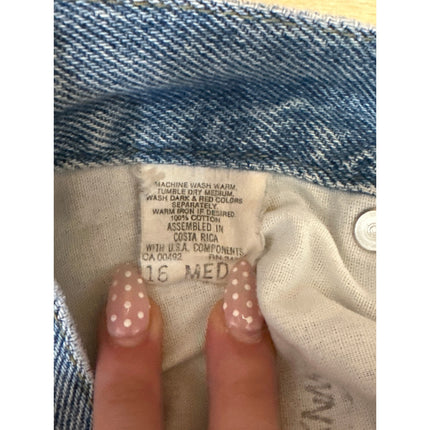 MACHINE WASH WARM,
TUMBLE DRY MEDIUM.
WASH DARK & RED COLORS
SEPARATELY.
WARM IRON IF DESIRED
100% COTTON
ASSEMBLED IN
COSTA RICA
WITH U.S.A. COMPONENTS
CA 00492 RN
16 MED